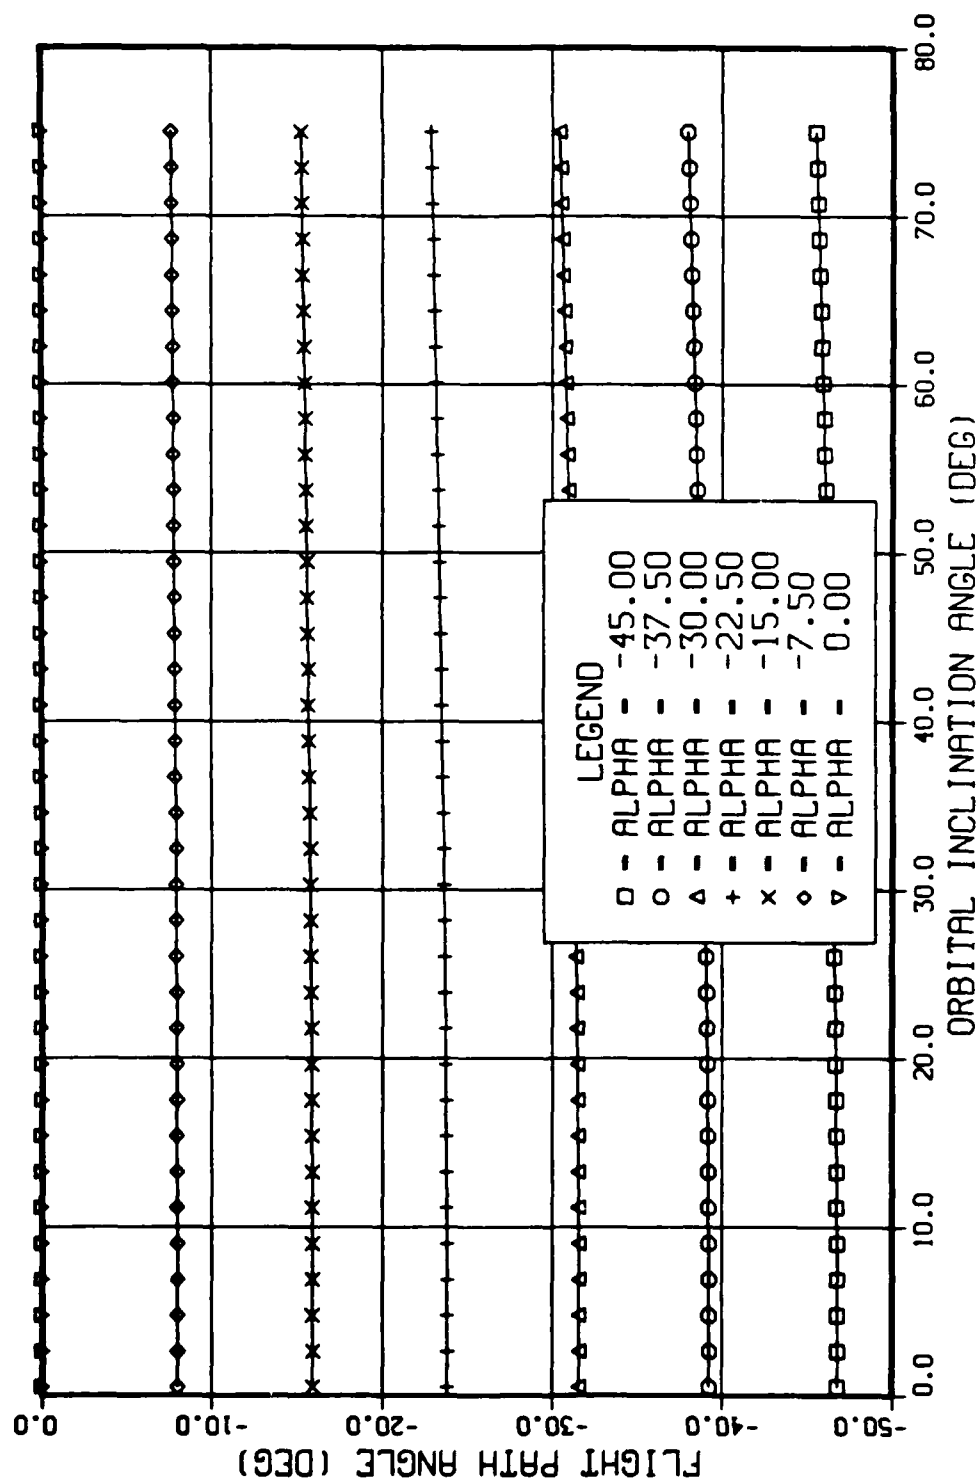 FLIGHT PATH ANGLE (DEG)
0.0
-10.0
-20.0
-30.0
-40.0
-50.0
LEGEND
□ - ALPHA - -45.00
○ - ALPHA - -37.50
△ - ALPHA - -30.00
+ - ALPHA - -22.50
× - ALPHA - -15.00
◇ - ALPHA - -7.50
▽ - ALPHA - 0.00
0.0 10.0 20.0 30.0 40.0 50.0 60.0 70.0 80.0
ORBITAL INCLINATION ANGLE (DEG)